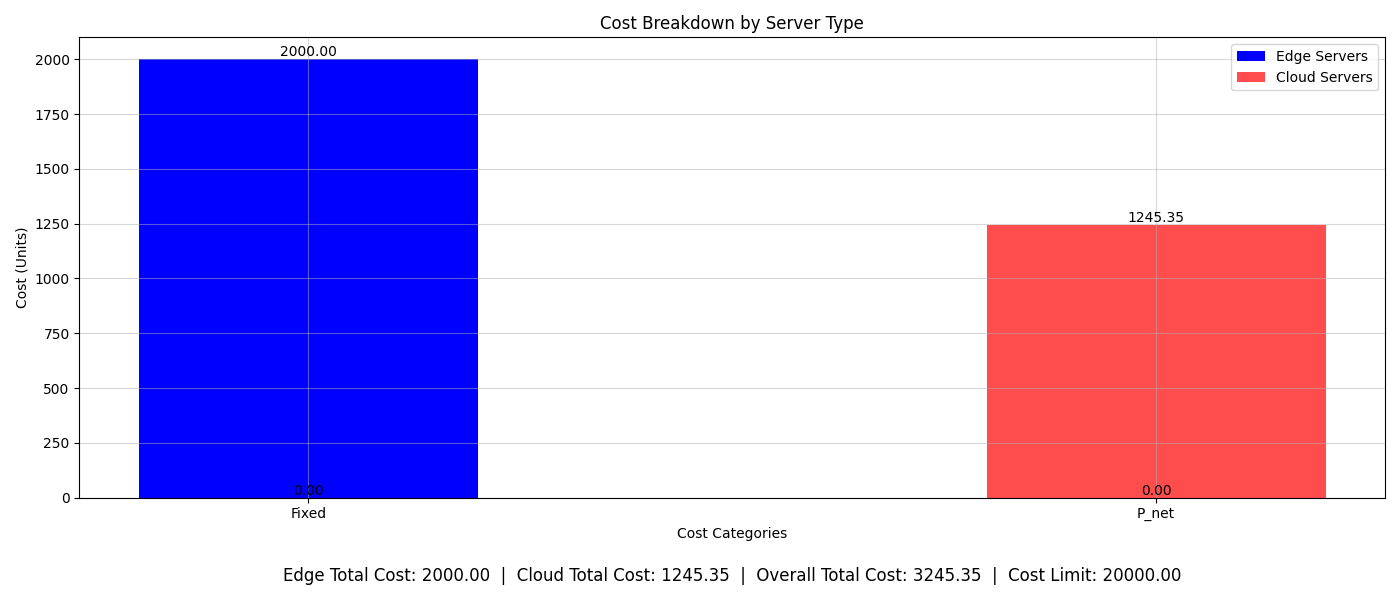 Cost Breakdown by Server Type
Edge Servers
Cloud Servers
2000.00
1245.35
0.00
0.00
2000
1750
1500
1250
1000
750
500
250
0
Cost (Units)
Fixed
P_net
Cost Categories
Edge Total Cost: 2000.00 | Cloud Total Cost: 1245.35 | Overall Total Cost: 3245.35 | Cost Limit: 20000.00